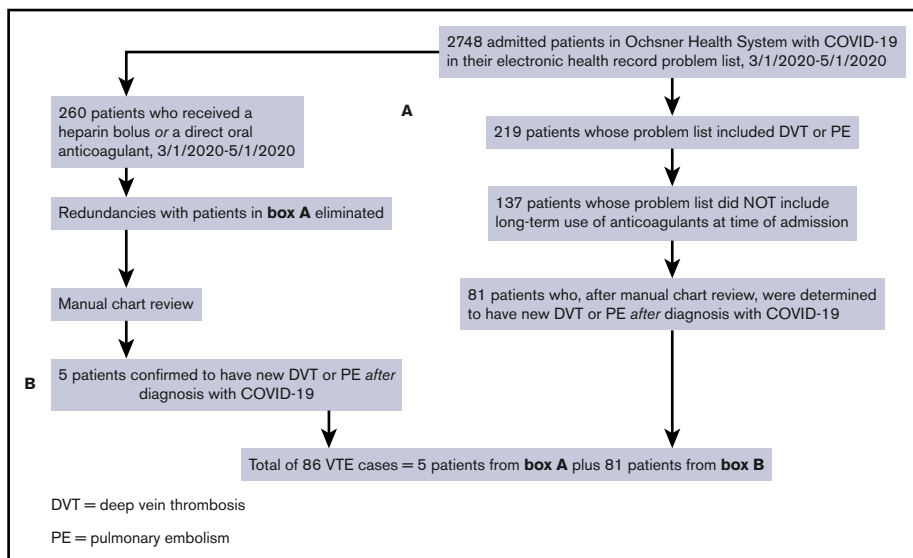 2748 admitted patients in Ochsner Health System with COVID-19
in their electronic health record problem list, 3/1/2020-5/1/2020
260 patients who received a
heparin bolus or a direct oral
anticoagulant, 3/1/2020-5/1/2020
A
219 patients whose problem list included DVT or PE
Redundancies with patients in box A eliminated
137 patients whose problem list did NOT include
long-term use of anticoagulants at time of admission
Manual chart review
81 patients who, after manual chart review, were determined
to have new DVT or PE after diagnosis with COVID-19
B
5 patients confirmed to have new DVT or PE after
diagnosis with COVID-19
Total of 86 VTE cases = 5 patients from box A plus 81 patients from box B
DVT = deep vein thrombosis
PE = pulmonary embolism